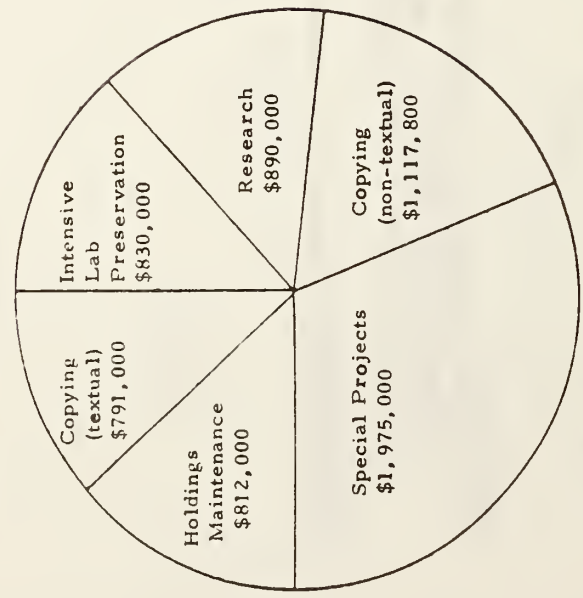 Copying
(textual)
$791,000
Intensive
Lab
Preservation
$830,000
Research
$890,000
Copying
(non-textual)
$1,117,800
Special Projects
$1,975,000
Holdings
Maintenance
$812,000